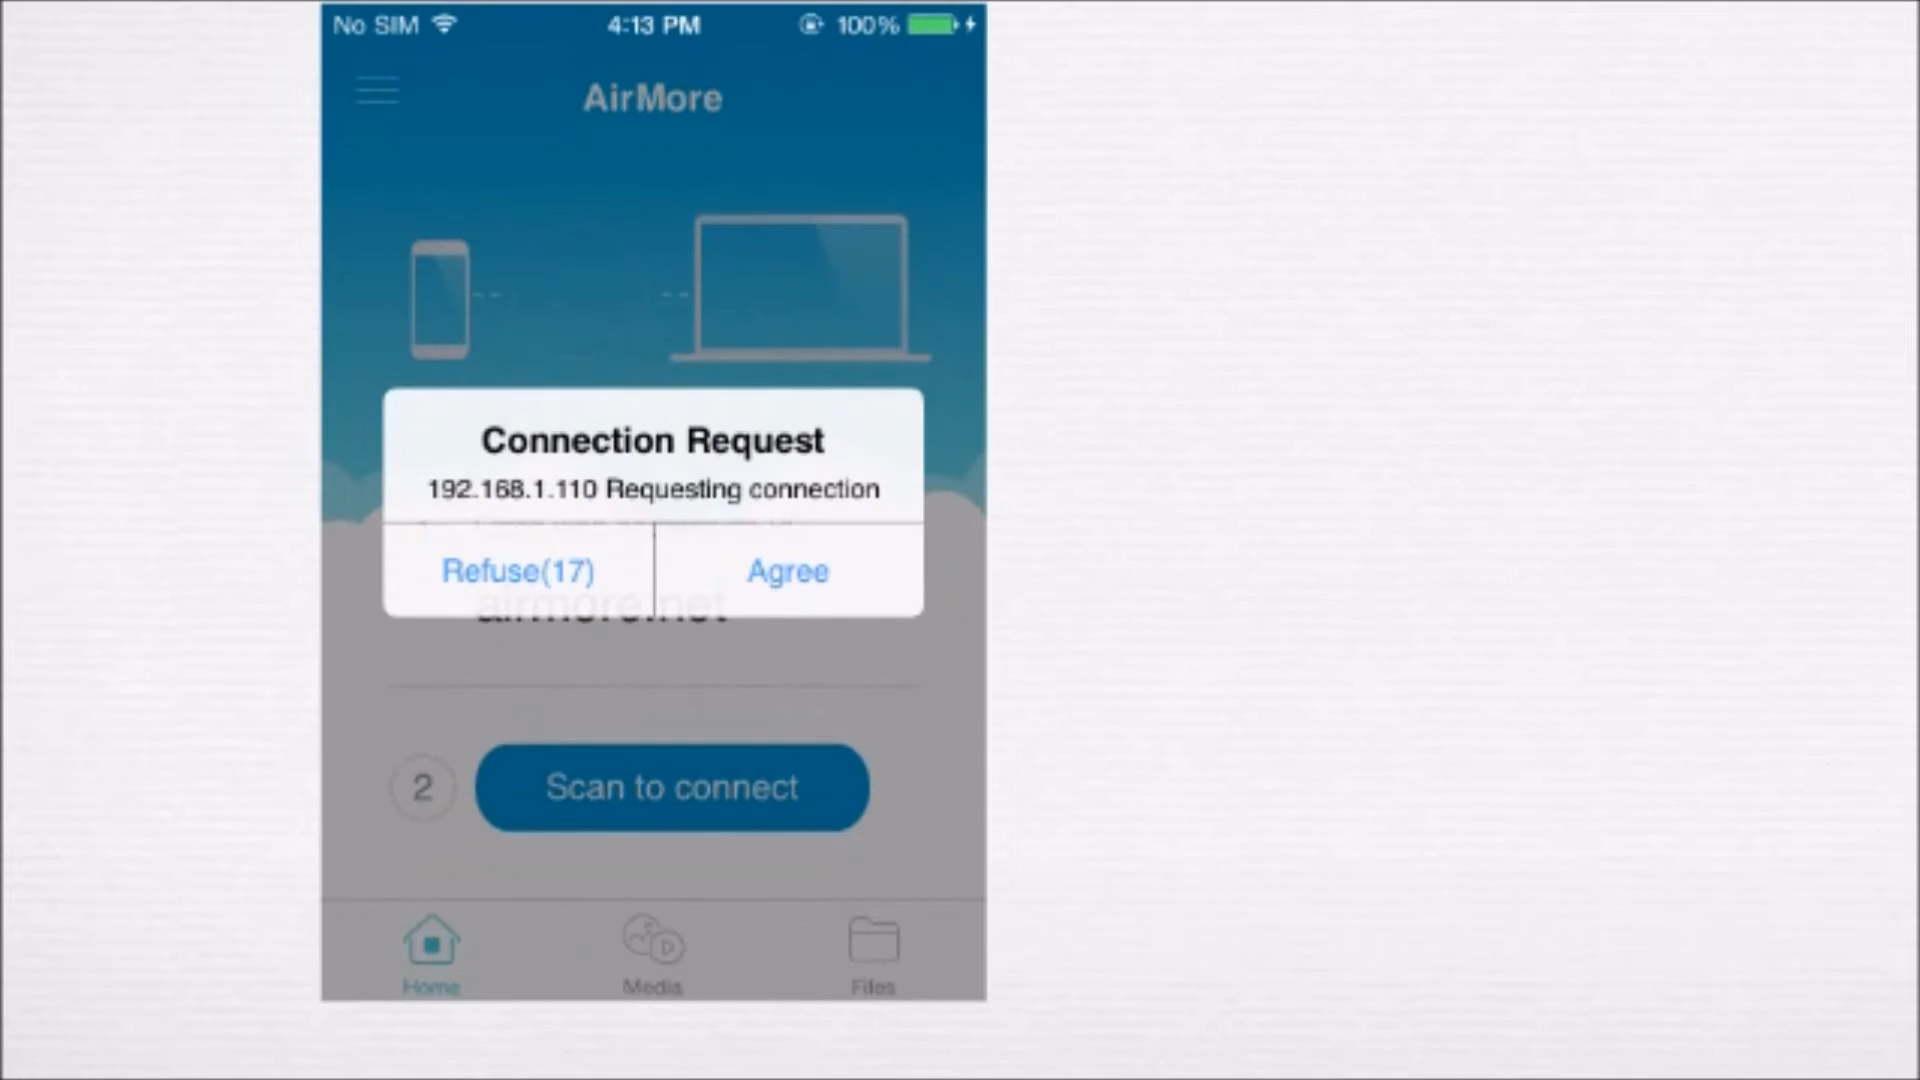 No SIM 4:13 PM 100%
AirMore
Connection Request
192.168.1.110 Requesting connection
Refuse(17) Agree
airmore.net
2 Scan to connect
Home Media Files